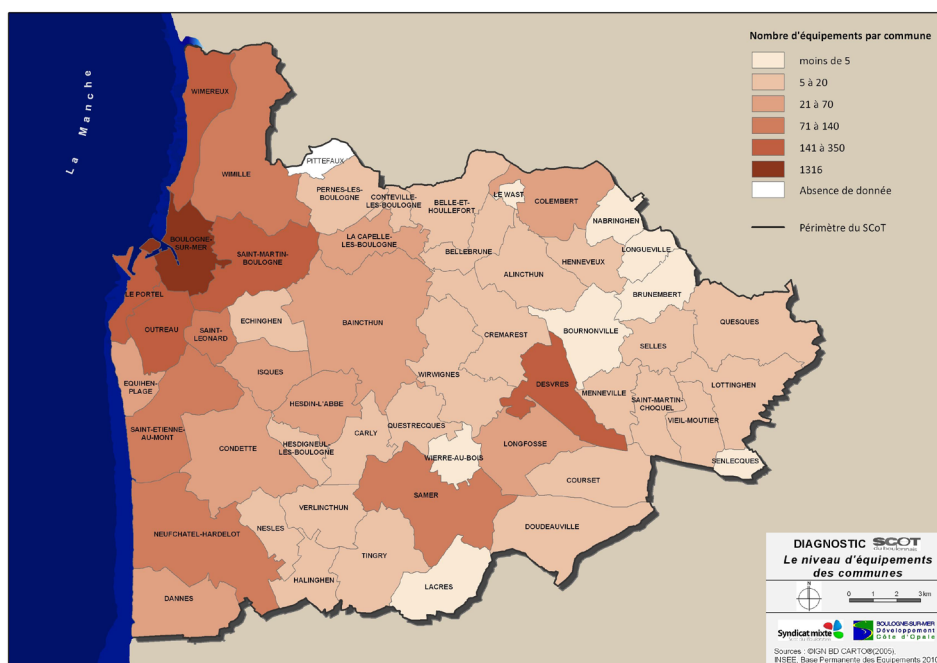 La Manche
Nombre d'équipements par commune
moins de 5
5 à 20
21 à 70
71 à 140
141 à 350
1316
Absence de donnée
Périmètre du SCoT
WIMEREUX
WIMILLE
PITTEFAUX
PERNES-LES-
BOULOGNE
CONTEVILLE-
LES-BOULOGNE
BELLE-ET-
HOULLEFORT
LE WAST
COLEMBERT
NABRINGHEN
BOULOGNE-
SUR-MER
SAINT-MARTIN-
BOULOGNE
LA CAPELLE-
LES-BOULOGNE
BELLEBRUNE
ALINCTHUN
HENNEVEUX
LONGUEVILLE
BRUNEMBERT
LE PORTEL
OUTREAU
SAINT-
LEONARD
ECHINGHEN
BAINCTHUN
CREMAREST
BOURNONVILLE
SELLES
QUESQUES
EQUIHEN-
PLAGE
ISQUES
WIRWIGNES
DESVRES
MENNEVILLE
SAINT-MARTIN-
CHOQUEL
LOTTINGHEN
VIEIL-MOUTIER
SAINT-ETIENNE-
AU-MONT
HESDIN-L'ABBE
CONDETTE
HESDIGNEUL-
LES-BOULOGNE
CARLY
QUESTRECQUES
WIERRE-AU-BOIS
LONGFOSSE
SENLECQUES
COURSET
SAMER
VERLINCTHUN
NESLES
NEUFCHATEL-HARDELOT
TINGRY
DOUDEAUVILLE
HALINGHEN
LACRES
DANNES
DIAGNOSTIC SCOT
du boulonnais
Le niveau d'équipements
des communes
N
0 1 2 3 km
Syndicat mixte
BOULOGNE-SUR-MER
Développement
Côte d'Opale
Sources : ©IGN BD CARTO®(2005),
INSEE, Base Permanente des Equipements 2010